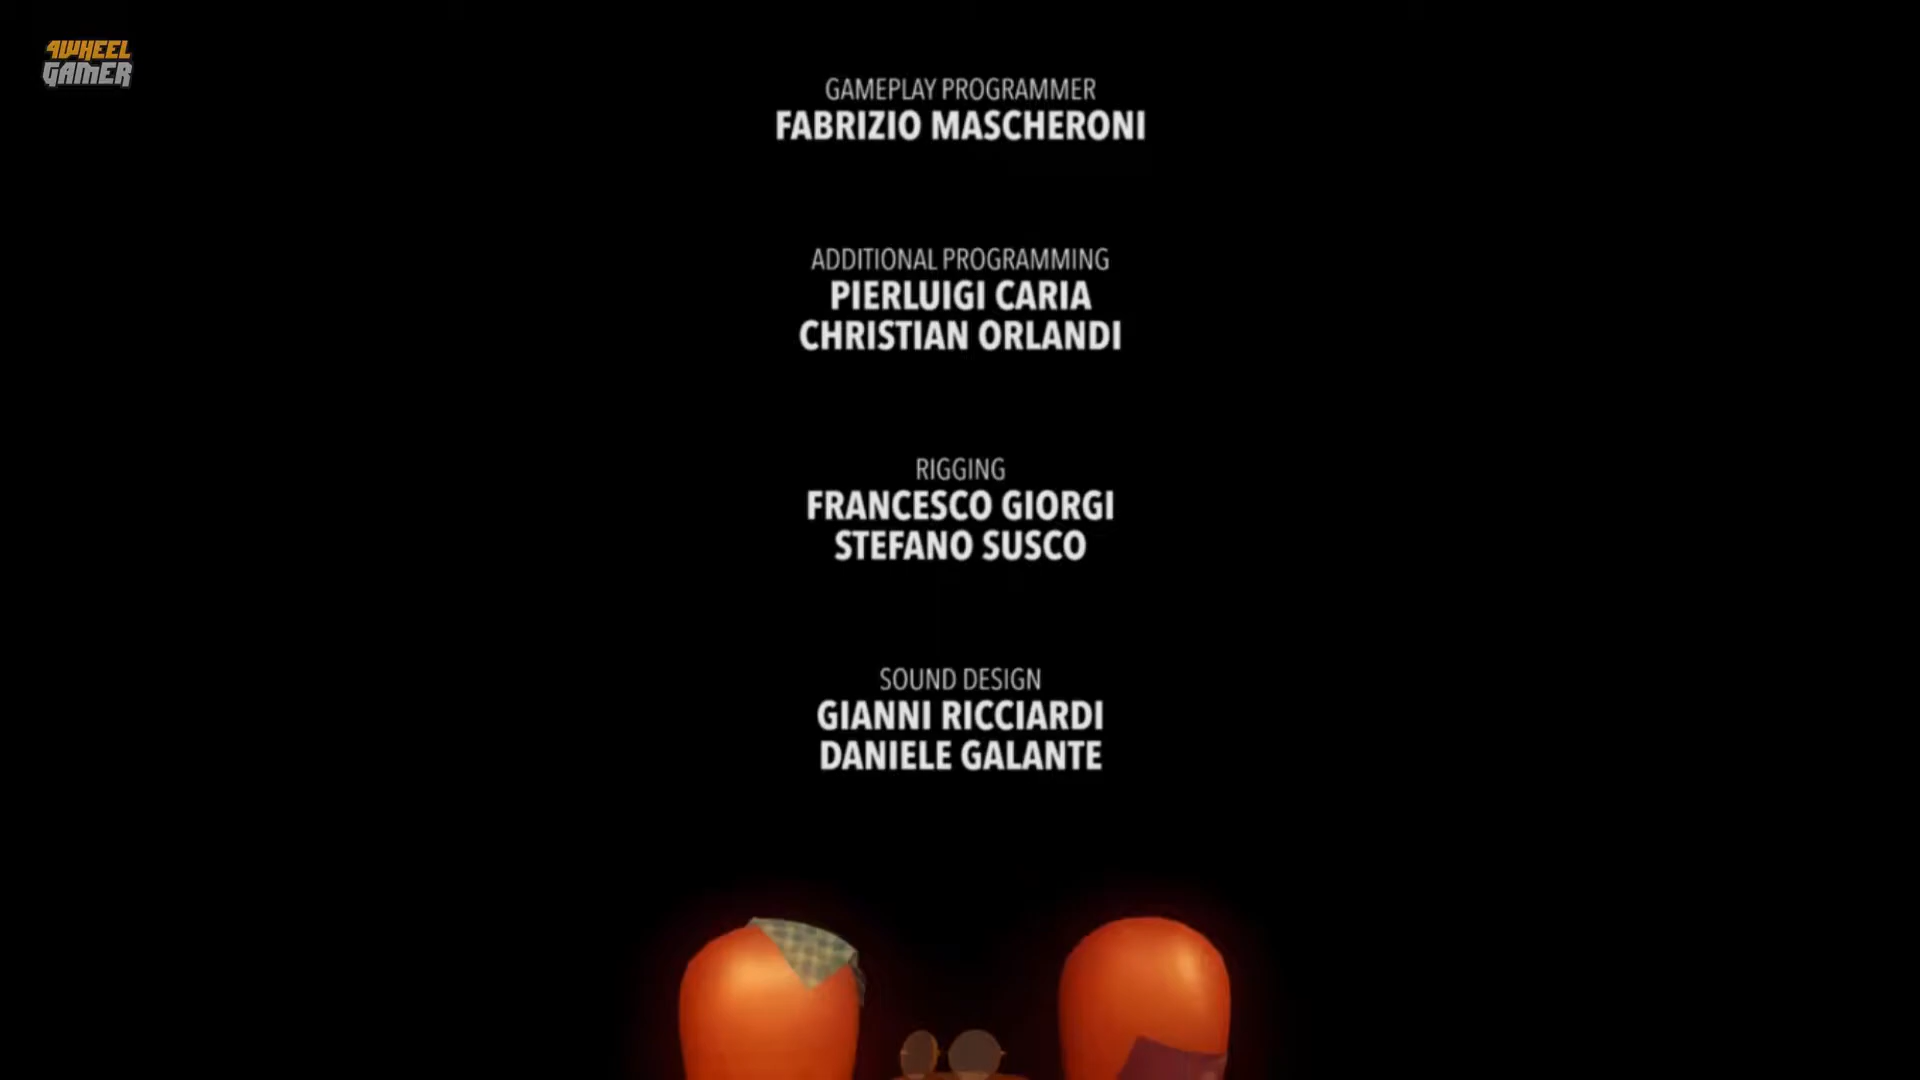 4WHEEL
GAMER
GAMEPLAY PROGRAMMER
FABRIZIO MASCHERONI
ADDITIONAL PROGRAMMING
PIERLUIGI CARIA
CHRISTIAN ORLANDI
RIGGING
FRANCESCO GIORGI
STEFANO SUSCO
SOUND DESIGN
GIANNI RICCIARDI
DANIELE GALANTE